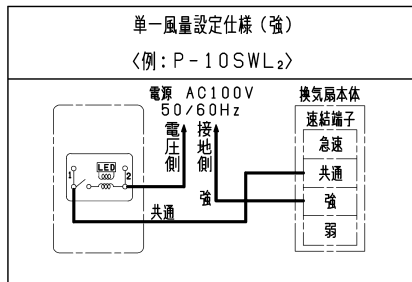 単一風量設定仕様（強）
〈例：P-10SWL₂〉
電源 AC100V
50/60Hz
電圧側
接地側
換気扇本体
速結端子
急速
共通
強
弱
LED
1
2
共通
強